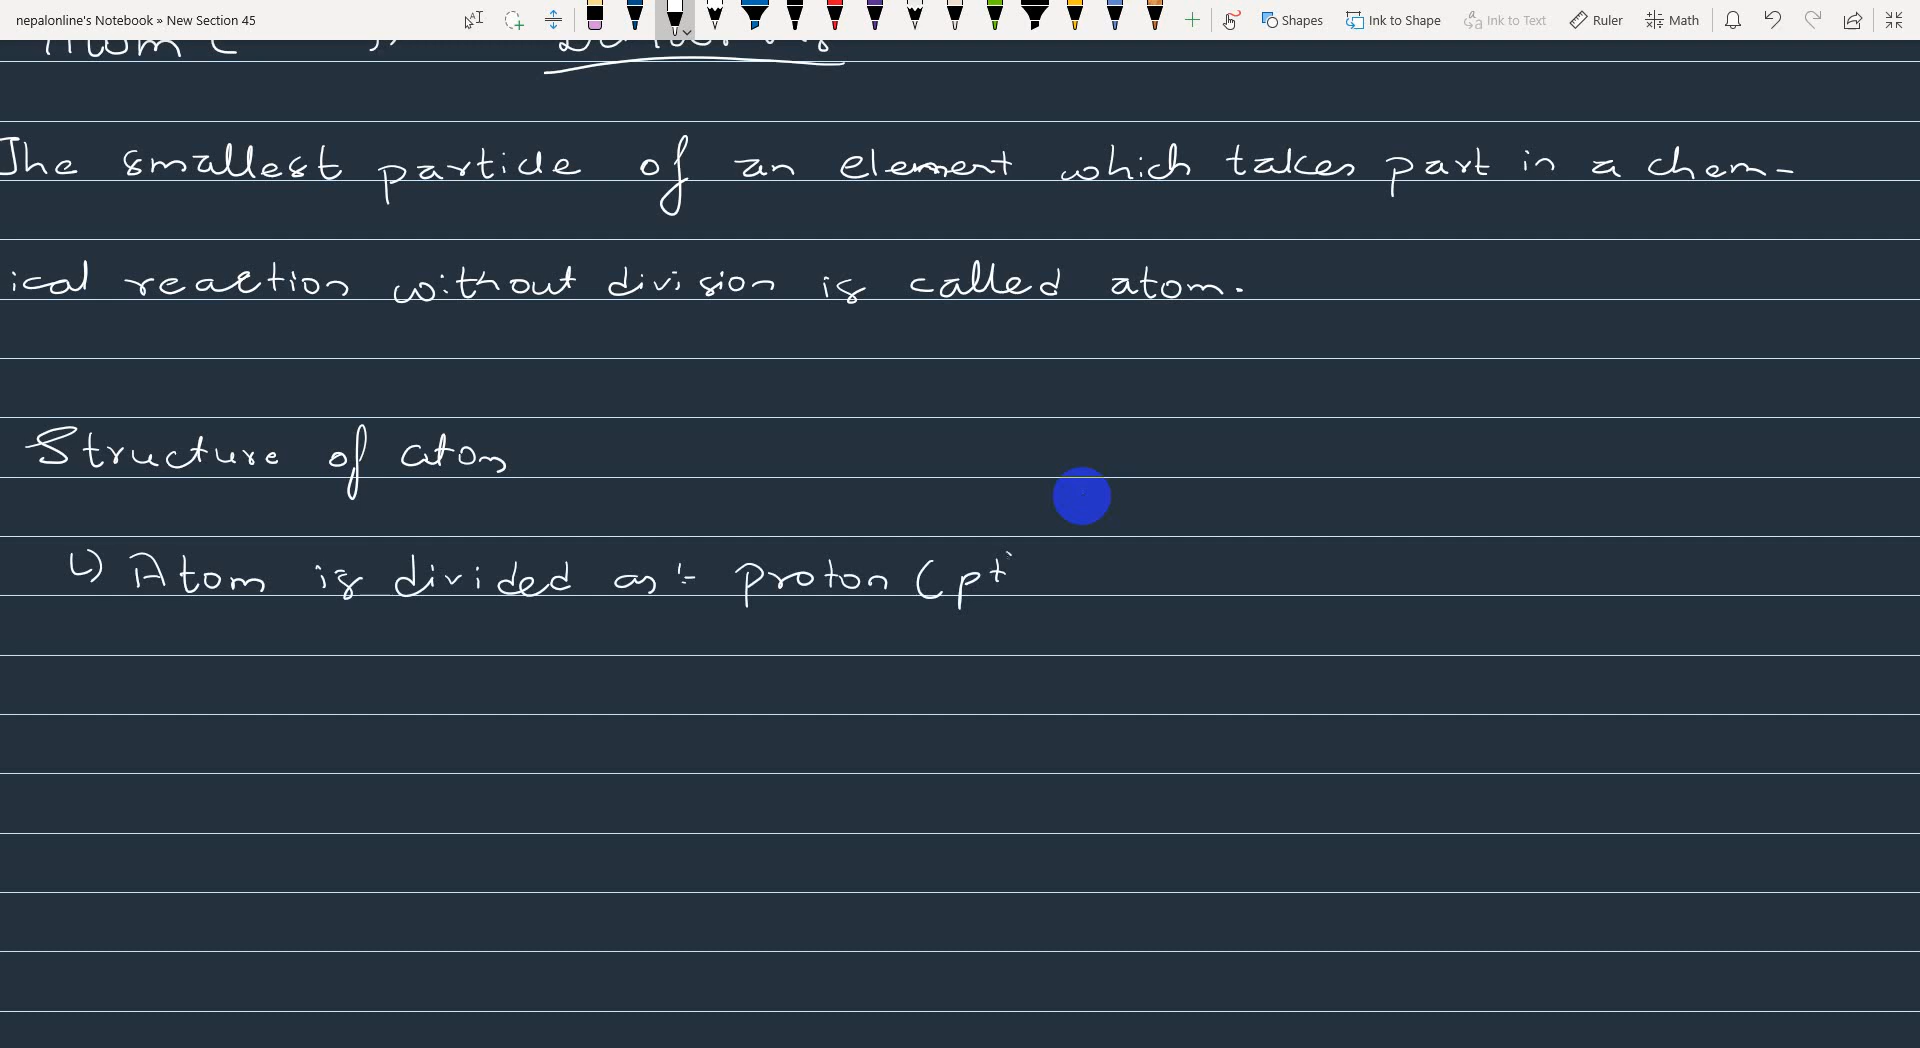 nepalonline's Notebook » New Section 45
Shapes Ink to Shape Ink to Text Ruler Math
Atom
The smallest particle of an element which takes part in a chem-
ical reaction without division is called atom.
Structure of atom
Atom is divided as :- proton (p+